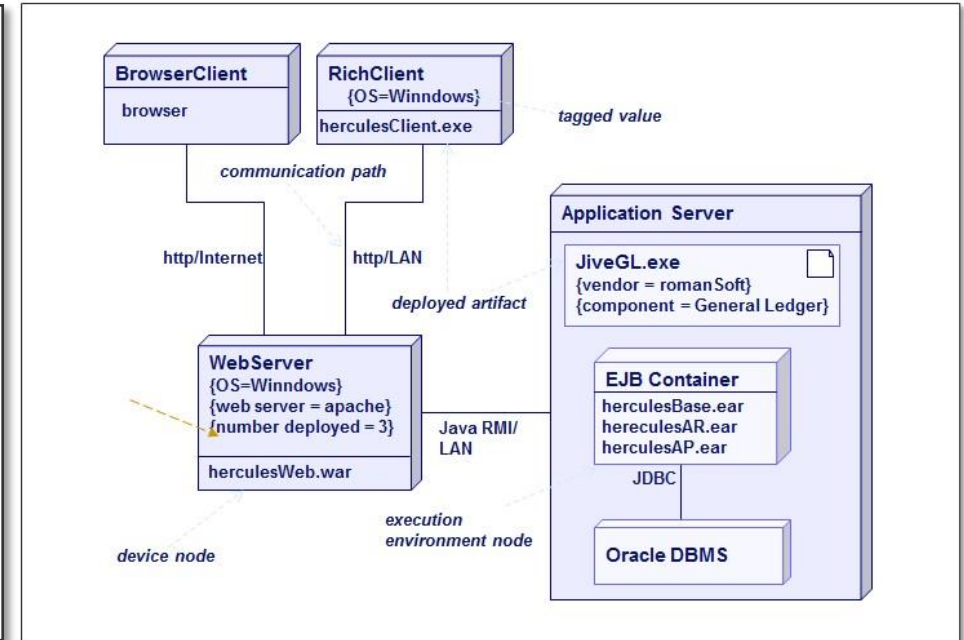 BrowserClient
browser
RichClient
{OS=Winndows}
herculesClient.exe
tagged value
communication path
http/Internet
http/LAN
deployed artifact
Application Server
JiveGL.exe
{vendor = romanSoft}
{component = General Ledger}
WebServer
{OS=Winndows}
{web server = apache}
{number deployed = 3}
herculesWeb.war
Java RMI/
LAN
EJB Container
herculesBase.ear
hereculesAR.ear
herculesAP.ear
JDBC
execution
environment node
Oracle DBMS
device node